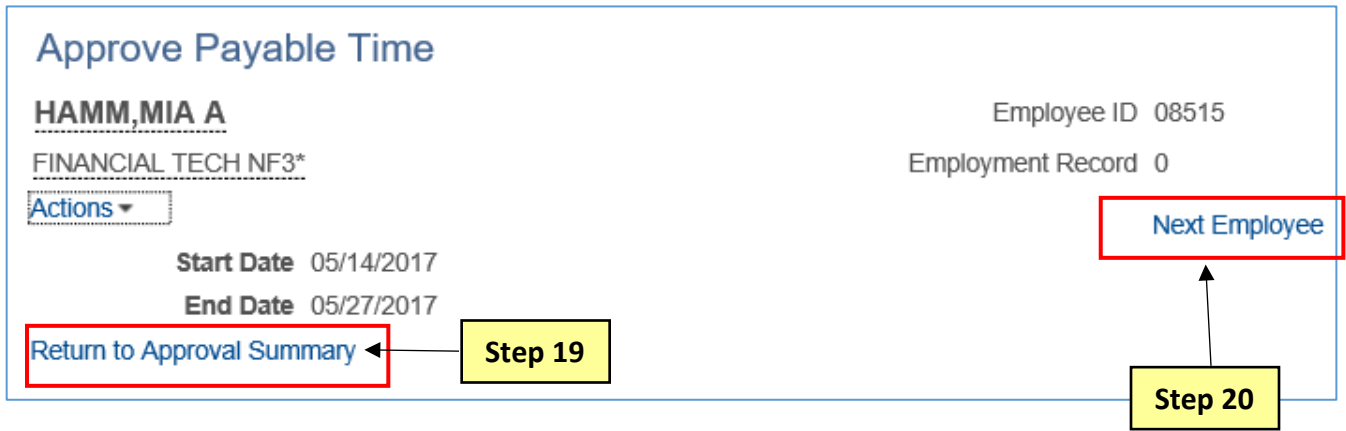 Approve Payable Time
HAMM,MIA A
Employee ID 08515
FINANCIAL TECH NF3*
Employment Record 0
Actions
Next Employee
Start Date 05/14/2017
End Date 05/27/2017
Return to Approval Summary
Step 19
Step 20